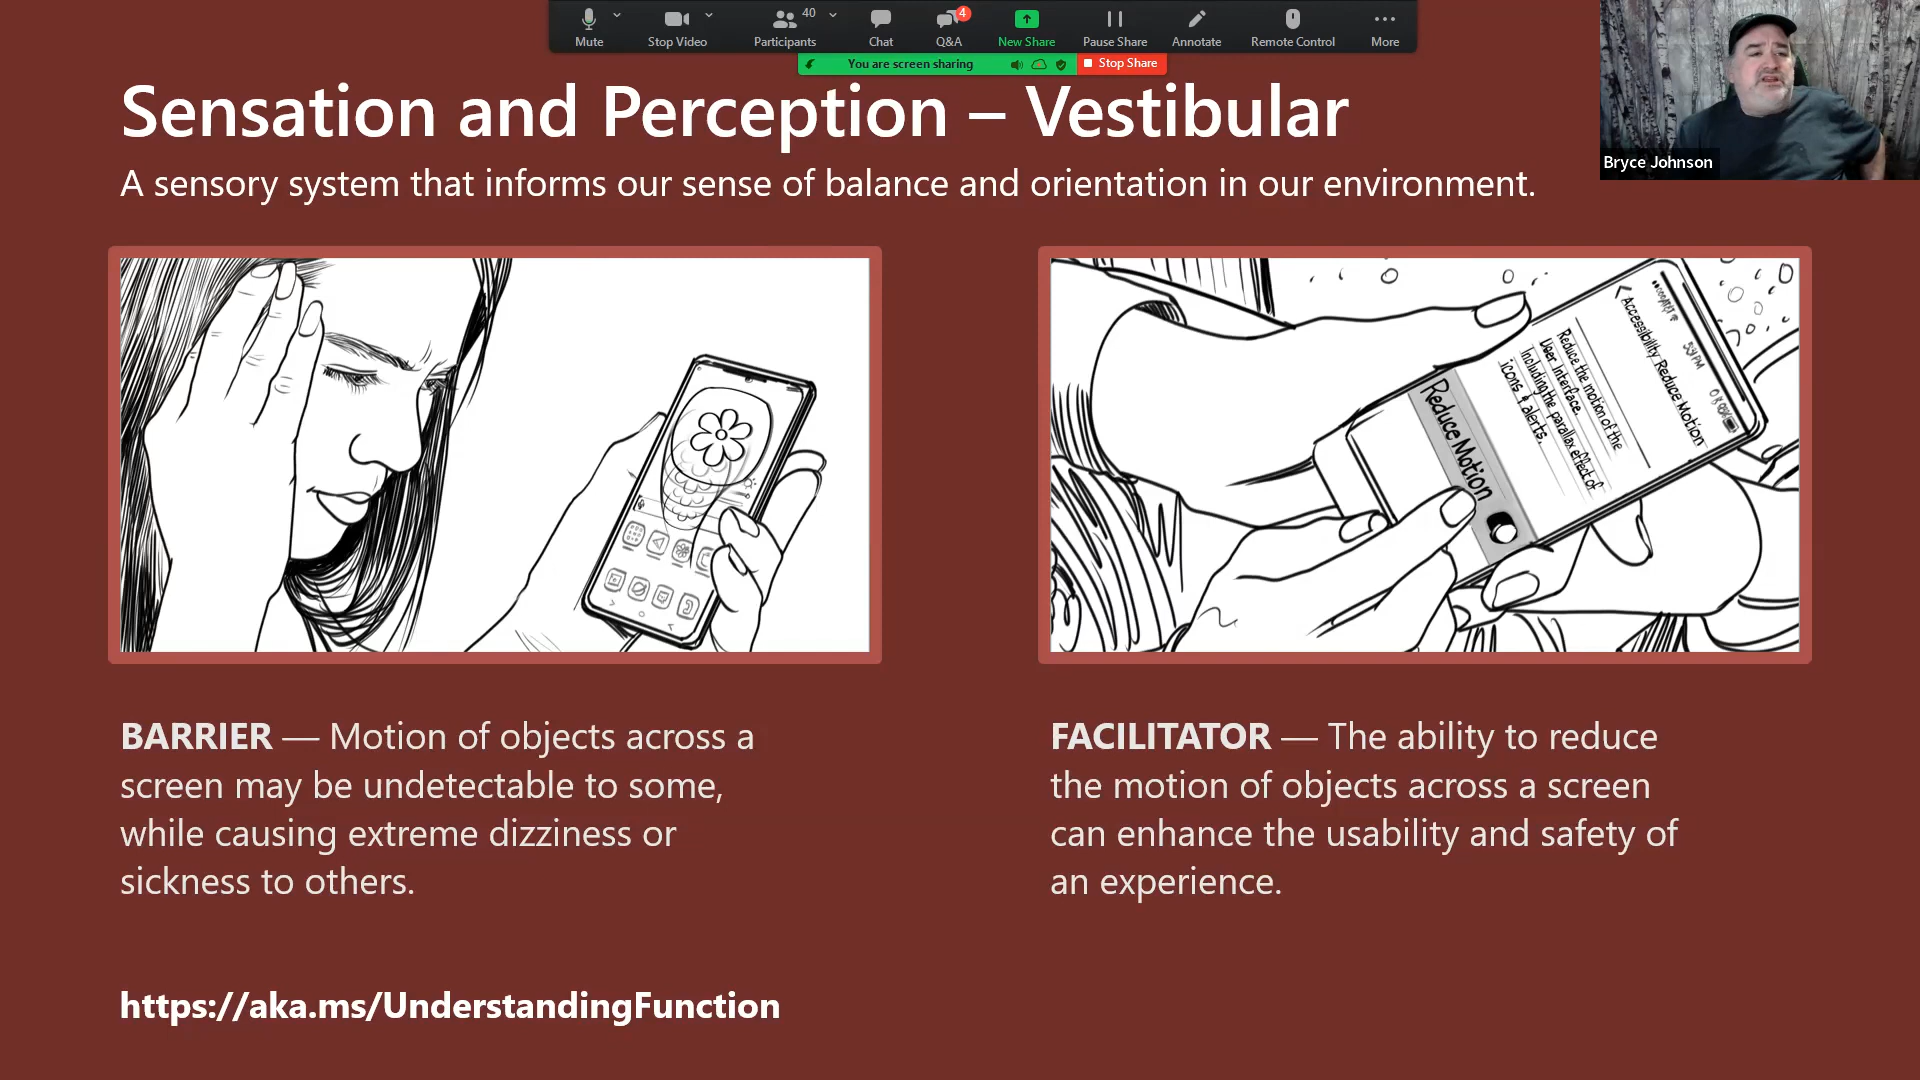 Mute
Stop Video
Participants
40
Chat
Q&A
4
New Share
Pause Share
Annotate
Remote Control
More
You are screen sharing
Stop Share
Bryce Johnson
Sensation and Perception – Vestibular
A sensory system that informs our sense of balance and orientation in our environment.
5:34 PM
Accessibility Reduce Motion
Reduce the motion of the
User Interface.
Including the parallax effect of
icons & alerts.
Reduce Motion
BARRIER — Motion of objects across a
screen may be undetectable to some,
while causing extreme dizziness or
sickness to others.
FACILITATOR — The ability to reduce
the motion of objects across a screen
can enhance the usability and safety of
an experience.
https://aka.ms/UnderstandingFunction